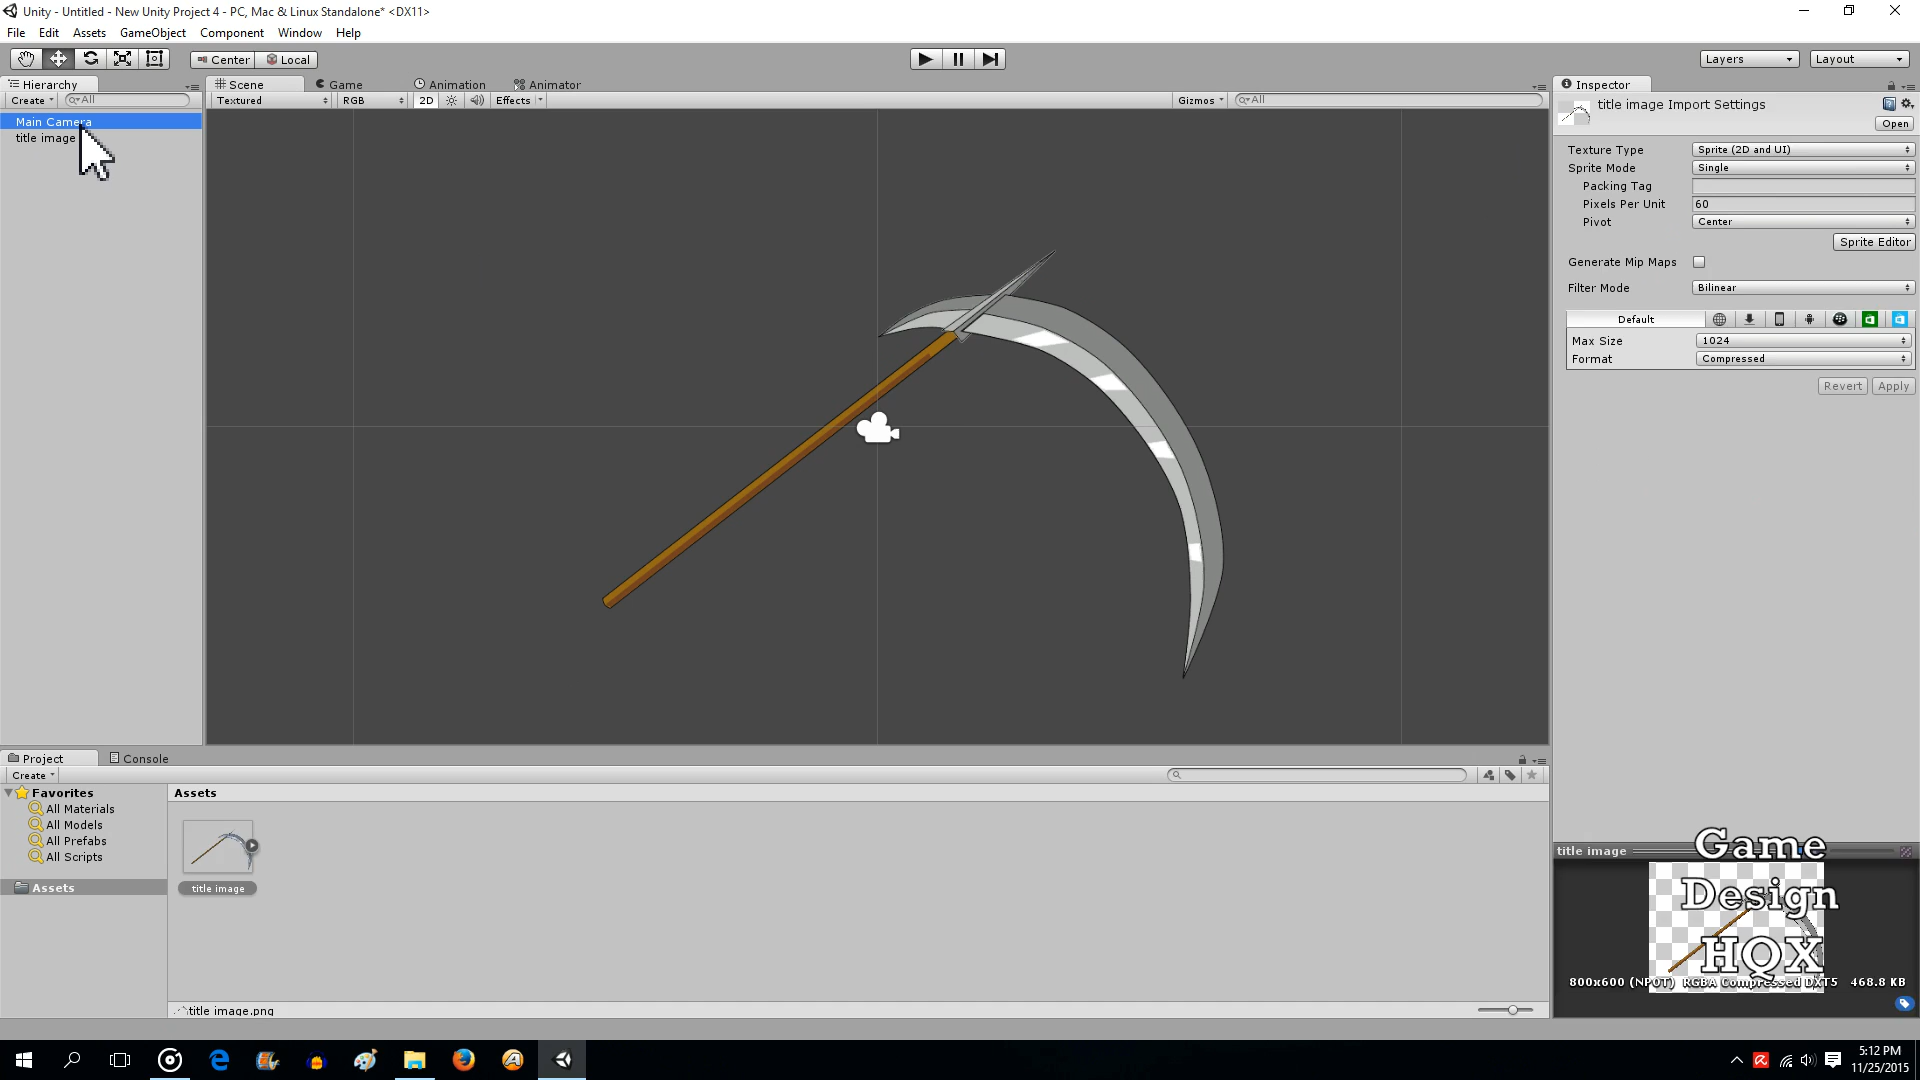 Unity - Untitled - New Unity Project 4 - PC, Mac & Linux Standalone* <DX11>
File Edit Assets GameObject Component Window Help
Center Local Layers Layout
Hierarchy Scene Game Animation Animator Inspector
Create All Textured RGB 2D Effects Gizmos All
title image Import Settings
Open
Main Camera
title image
Texture Type Sprite (2D and UI)
Sprite Mode Single
Packing Tag
Pixels Per Unit 60
Pivot Center
Sprite Editor
Generate Mip Maps
Filter Mode Bilinear
Default
Max Size 1024
Format Compressed
Revert Apply
Project Console
Create
Favorites Assets
All Materials
All Models
All Prefabs
All Scripts
Assets
title image
title image.png
title image
Game
Design
HQX
800x600 (NPOT) RGBA Compressed DXT5 468.8 KB
5:12 PM
11/25/2015